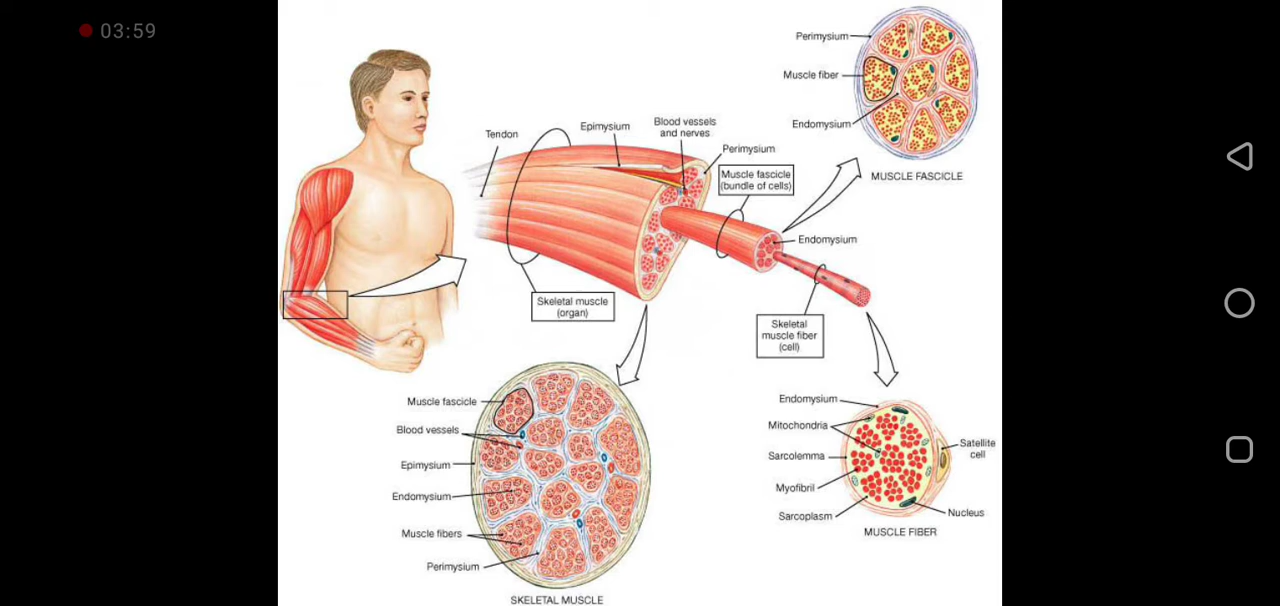 03:59
Perimysium
Muscle fiber
Endomysium
MUSCLE FASCICLE
Tendon
Epimysium
Blood vessels
and nerves
Perimysium
Muscle fascicle
(bundle of cells)
Endomysium
Skeletal muscle
(organ)
Skeletal
muscle fiber
(cell)
Muscle fascicle
Blood vessels
Epimysium
Endomysium
Muscle fibers
Perimysium
SKELETAL MUSCLE
Endomysium
Mitochondria
Sarcolemma
Myofibril
Sarcoplasm
Satellite
cell
Nucleus
MUSCLE FIBER